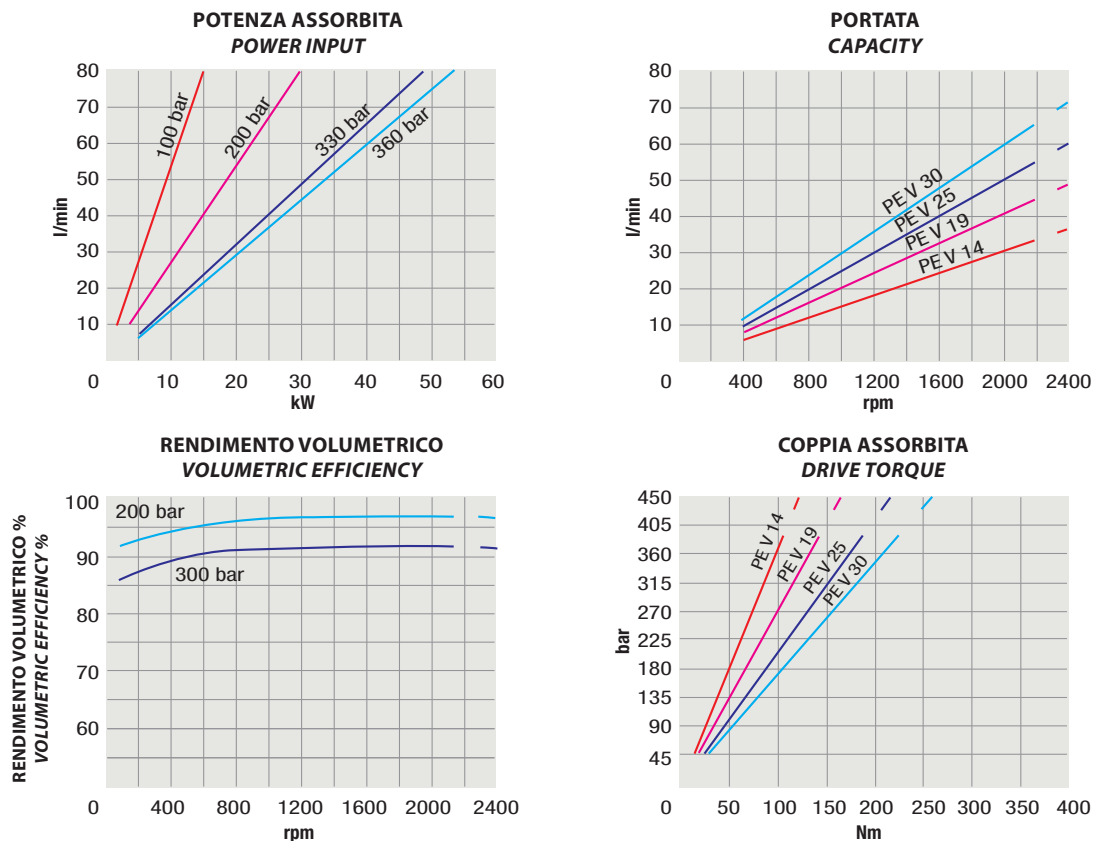 POTENZA ASSORBITA
POWER INPUT
80
70
60
50
40
30
20
10
0
10
20
30
40
50
60
l/min
kW
100 bar
200 bar
330 bar
360 bar
PORTATA
CAPACITY
80
70
60
50
40
30
20
10
0
400
800
1200
1600
2000
2400
l/min
rpm
PE V 30
PE V 25
PE V 19
PE V 14
RENDIMENTO VOLUMETRICO
VOLUMETRIC EFFICIENCY
RENDIMENTO VOLUMETRICO %
VOLUMETRIC EFFICIENCY %
100
90
80
70
60
0
400
800
1200
1600
2000
2400
rpm
200 bar
300 bar
COPPIA ASSORBITA
DRIVE TORQUE
450
405
360
315
270
225
180
135
90
45
0
50
100
150
200
250
300
350
400
bar
Nm
PE V 14
PE V 19
PE V 25
PE V 30